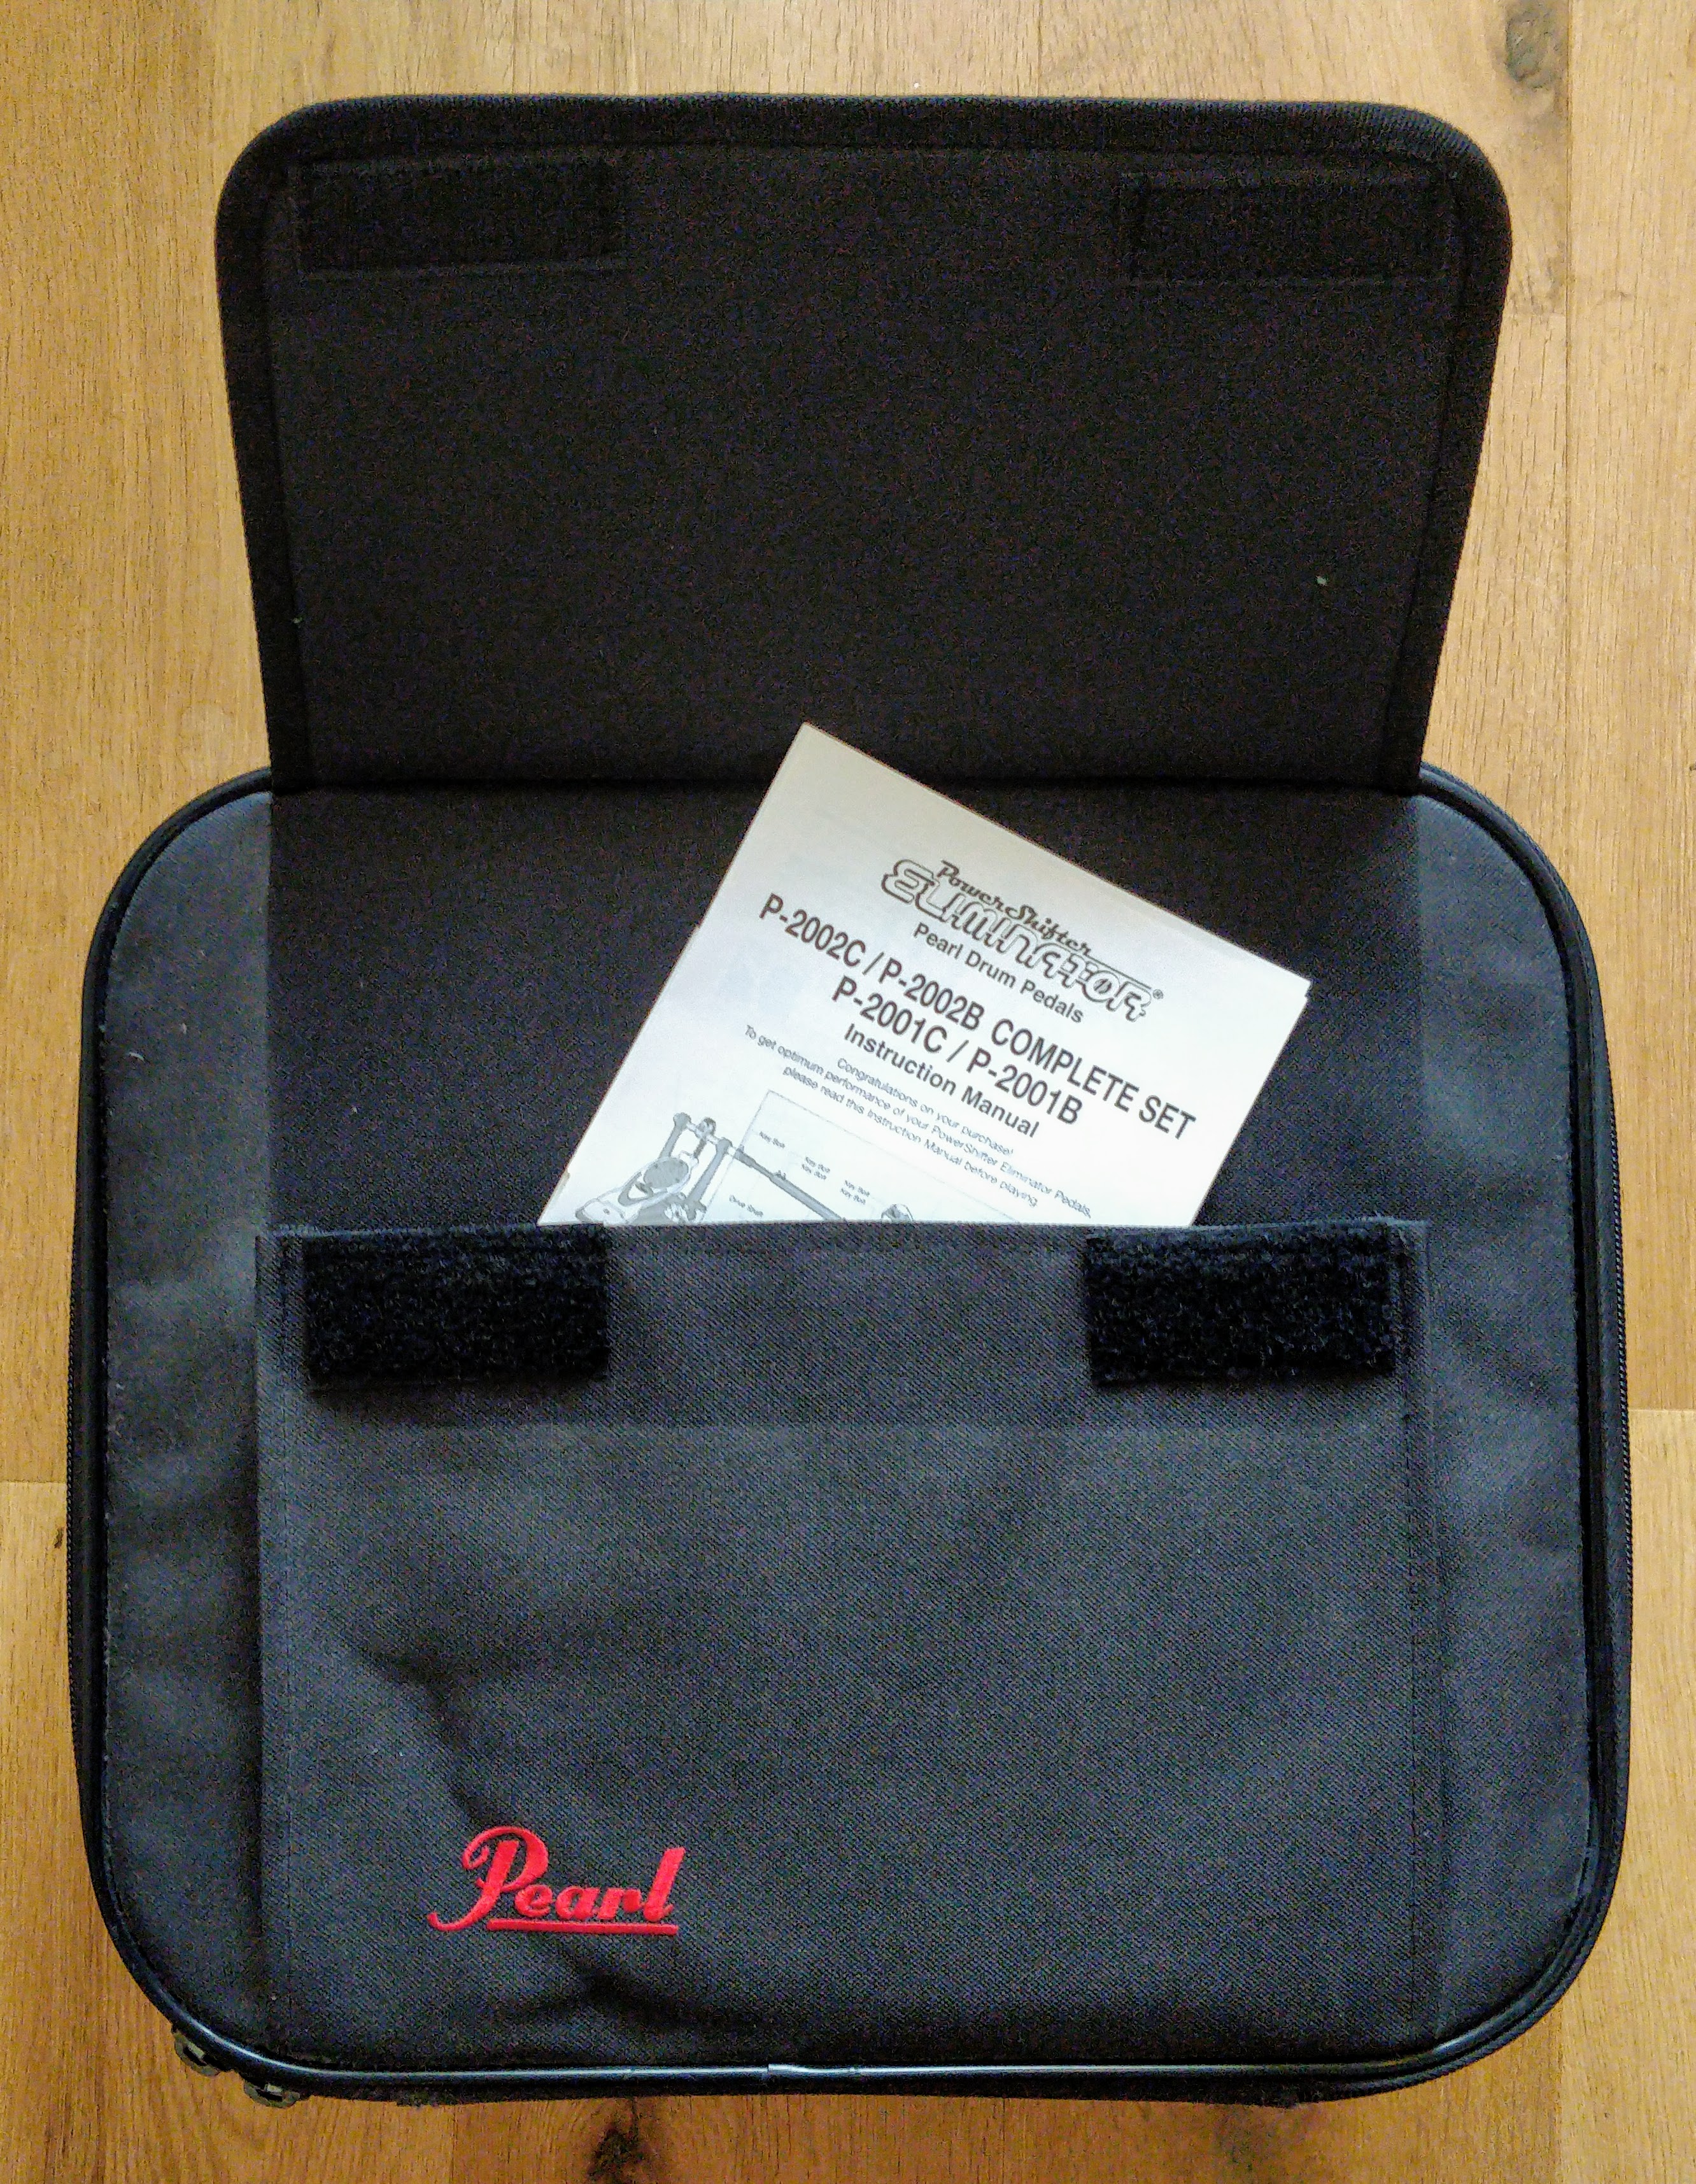 PowerShifter
ELIMINATOR®
Pearl Drum Pedals
P-2002C / P-2002B COMPLETE SET
P-2001C / P-2001B
Instruction Manual
Congratulations on your purchase!
To get optimum performance of your PowerShifter Eliminator Pedals,
please read this Instruction Manual before playing.
Key Bolt
Key Bolt
Key Bolt
Key Bolt
Key Bolt
Drive Shaft
Pearl